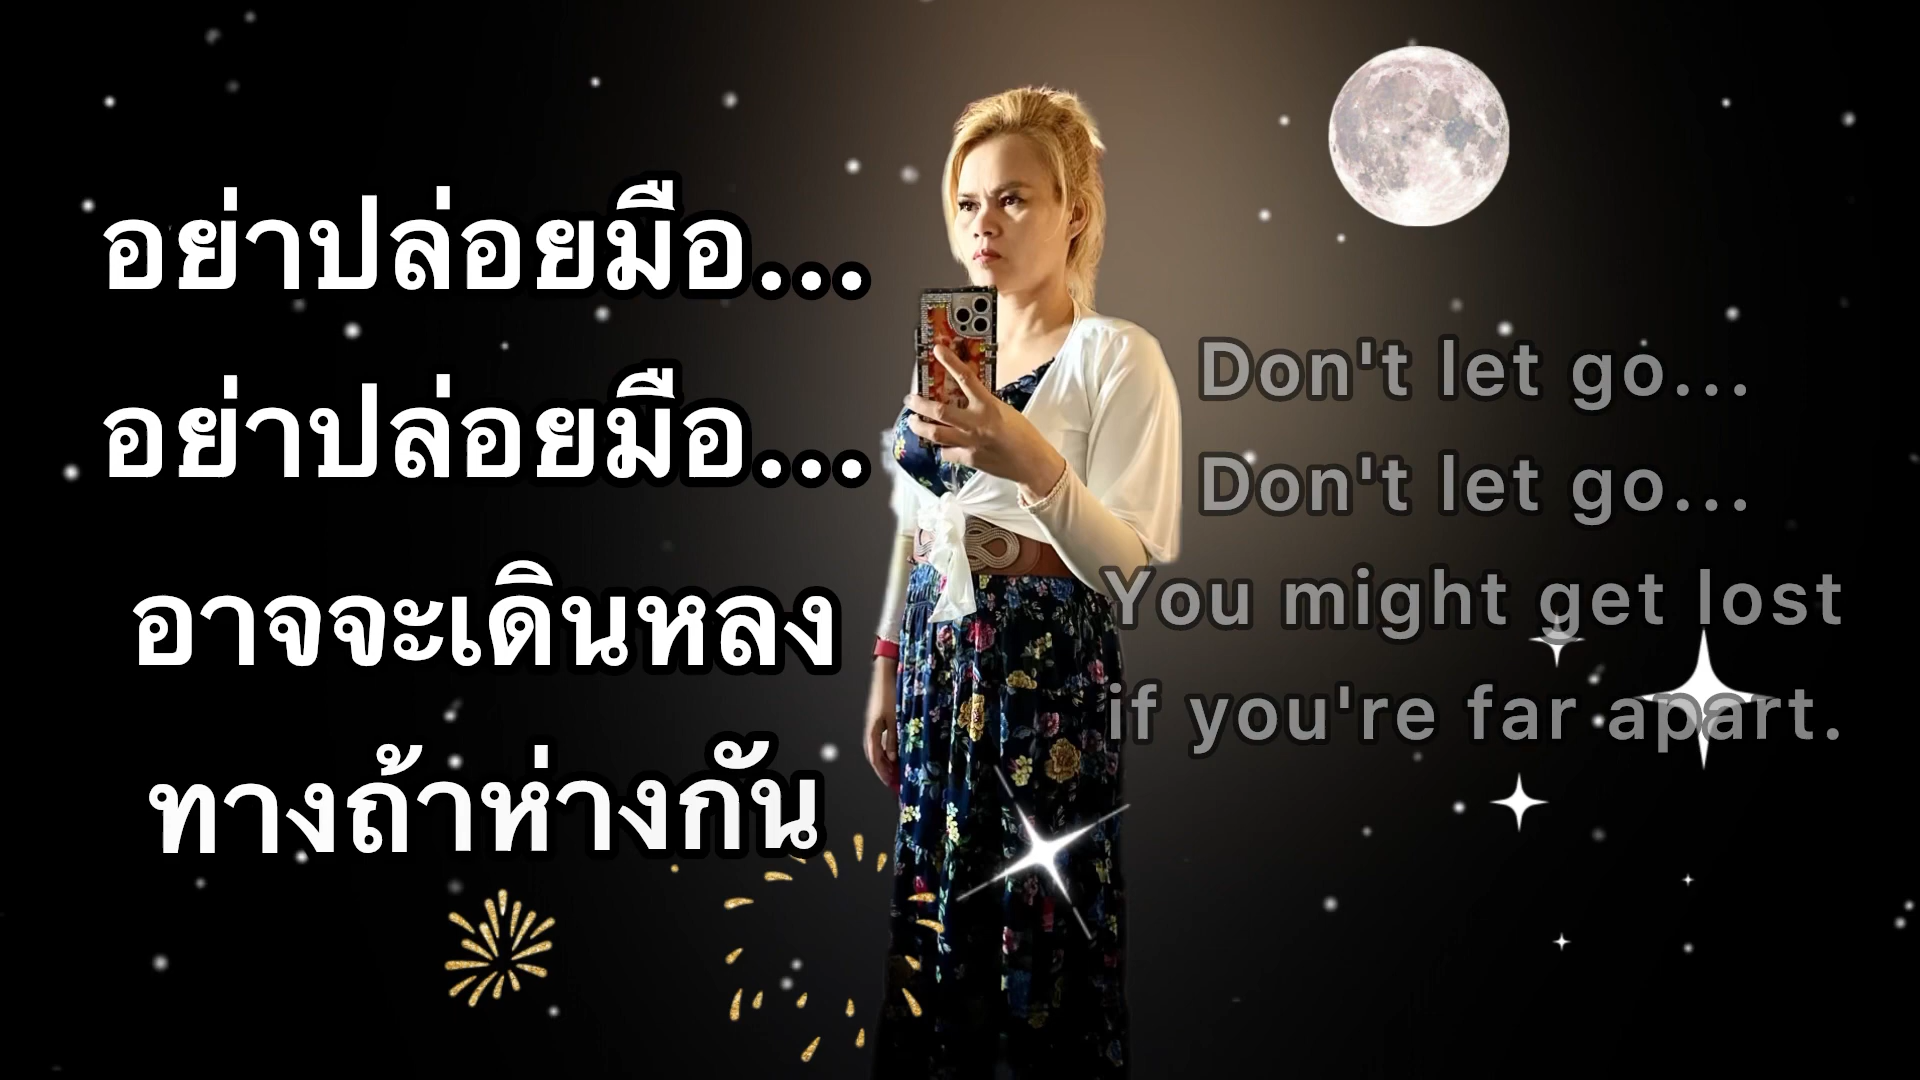 อย่าปล่อยมือ...
อย่าปล่อยมือ...
อาจจะเดินหลง
ทางถ้าห่างกัน
Don't let go...
Don't let go...
You might get lost
if you're far apart.